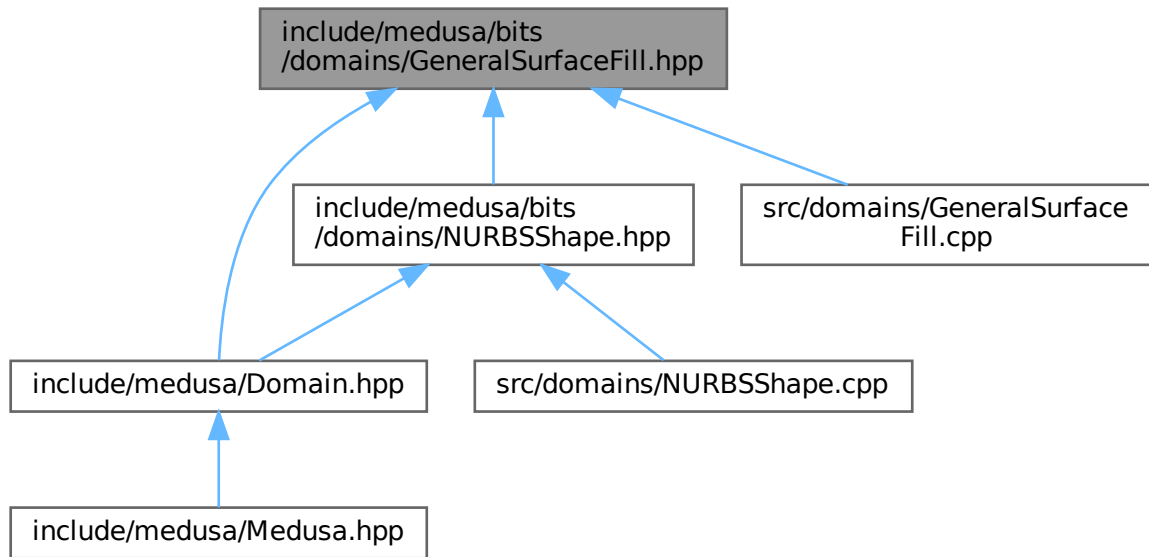 include/medusa/bits
/domains/GeneralSurfaceFill.hpp
include/medusa/bits
/domains/NURBSShape.hpp
src/domains/GeneralSurface
Fill.cpp
include/medusa/Domain.hpp
src/domains/NURBSShape.cpp
include/medusa/Medusa.hpp